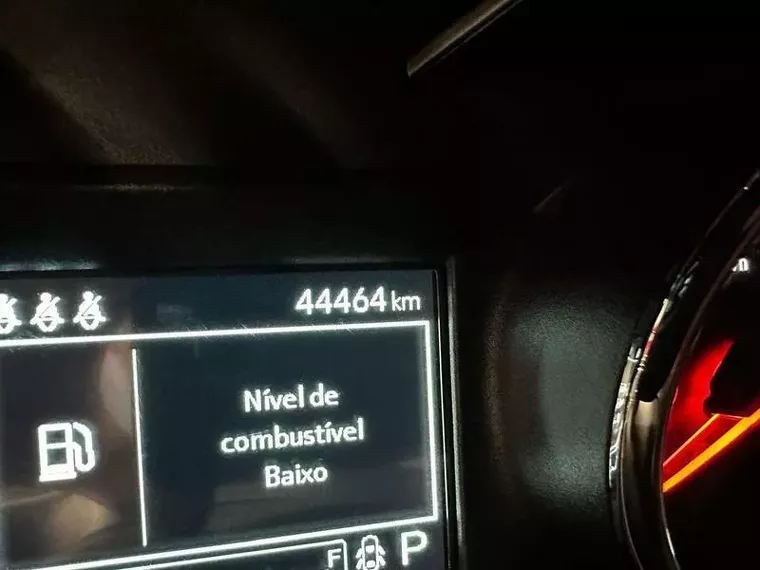 44464 km
Nível de
combustível
Baixo
F
P